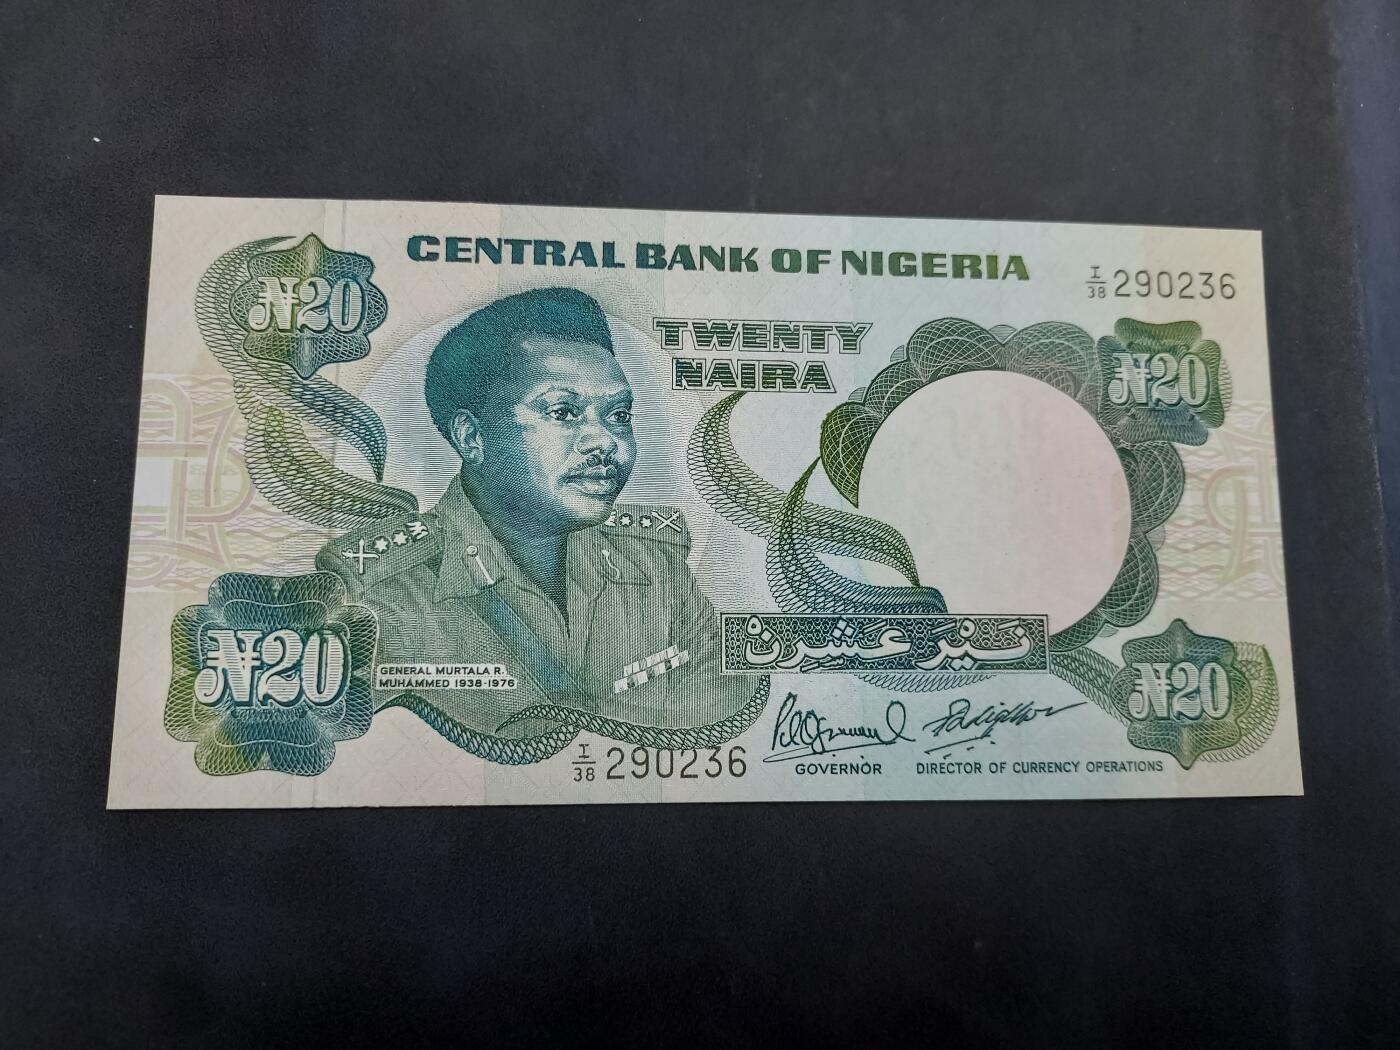 CENTRAL BANK OF NIGERIA
₦20
I/38 290236
TWENTY
NAIRA
₦20
نَيْرَ عَشِرِنْ
₦20
GENERAL MURTALA R.
MUHAMMED 1938-1976
₦20
I/38 290236
GOVERNOR
DIRECTOR OF CURRENCY OPERATIONS